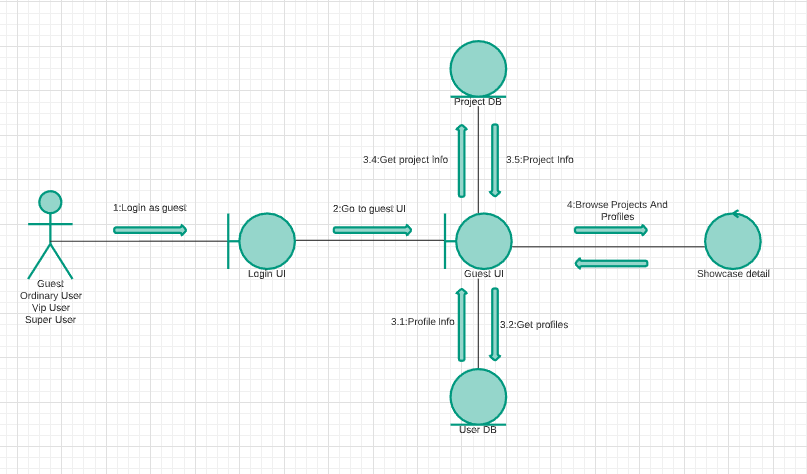 Project DB
3.4:Get project info
3.5:Project Info
1:Login as guest
2:Go to guest UI
4:Browse Projects And
Profiles
Login UI
Guest UI
Showcase detail
Guest
Ordinary User
Vip User
Super User
3.1:Profile Info
3.2:Get profiles
User DB